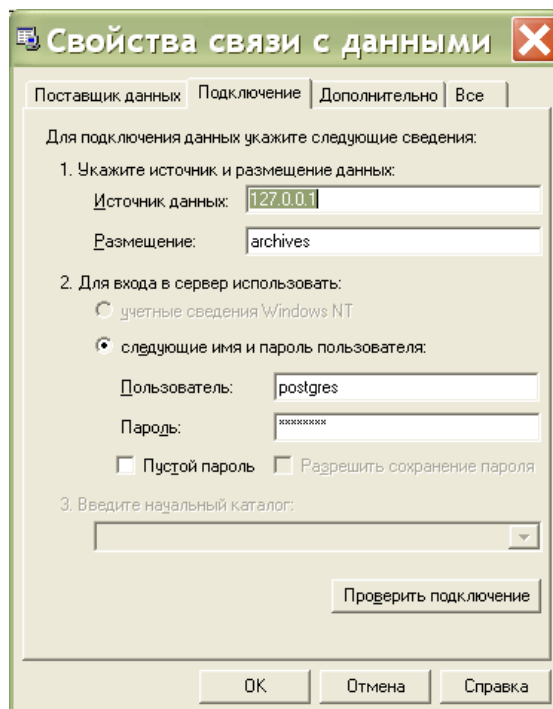 Свойства связи с данными
Поставщик данных Подключение Дополнительно Все
Для подключения данных укажите следующие сведения:
1. Укажите источник и размещение данных:
Источник данных: 127.0.0.1
Размещение: archives
2. Для входа в сервер использовать:
учетные сведения Windows NT
следующие имя и пароль пользователя:
Пользователь: postgres
Пароль: xxxxxxxx
Пустой пароль Разрешить сохранение пароля
3. Введите начальный каталог:
Проверить подключение
OK Отмена Справка